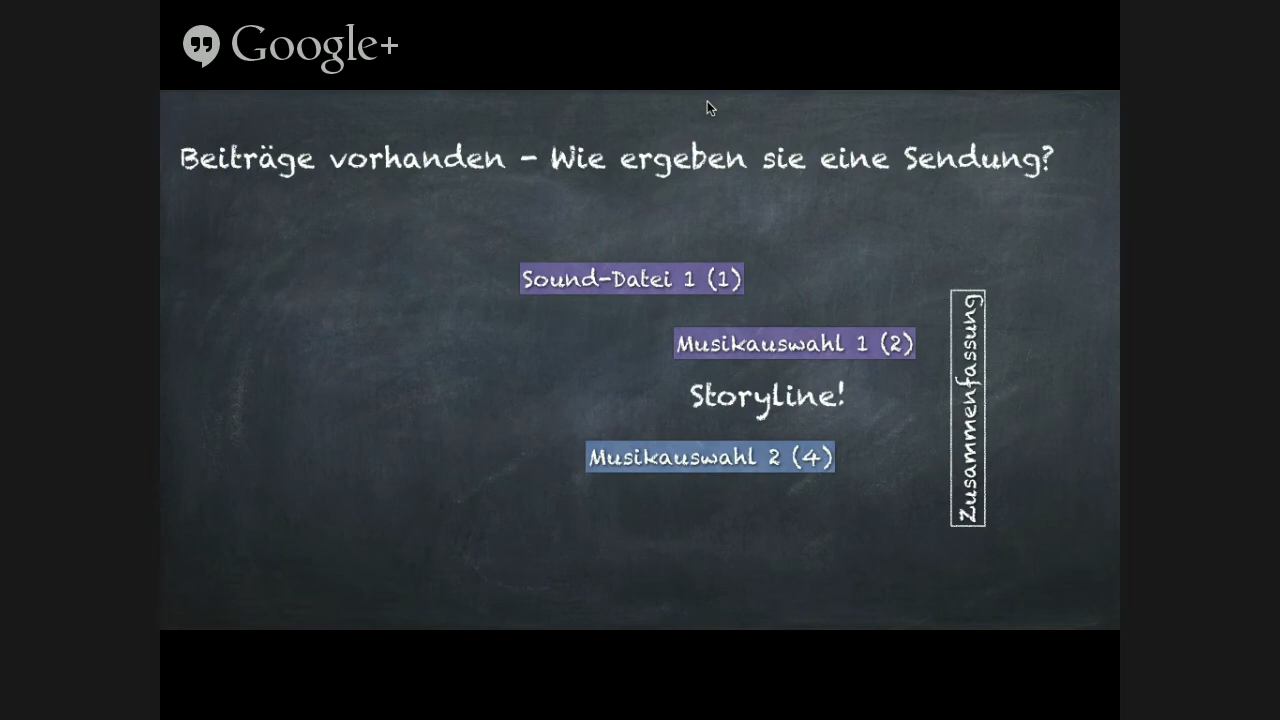 Google+
Beiträge vorhanden - Wie ergeben sie eine Sendung?
Sound-Datei 1 (1)
Musikauswahl 1 (2)
Storyline!
Musikauswahl 2 (4)
Zusammenfassung